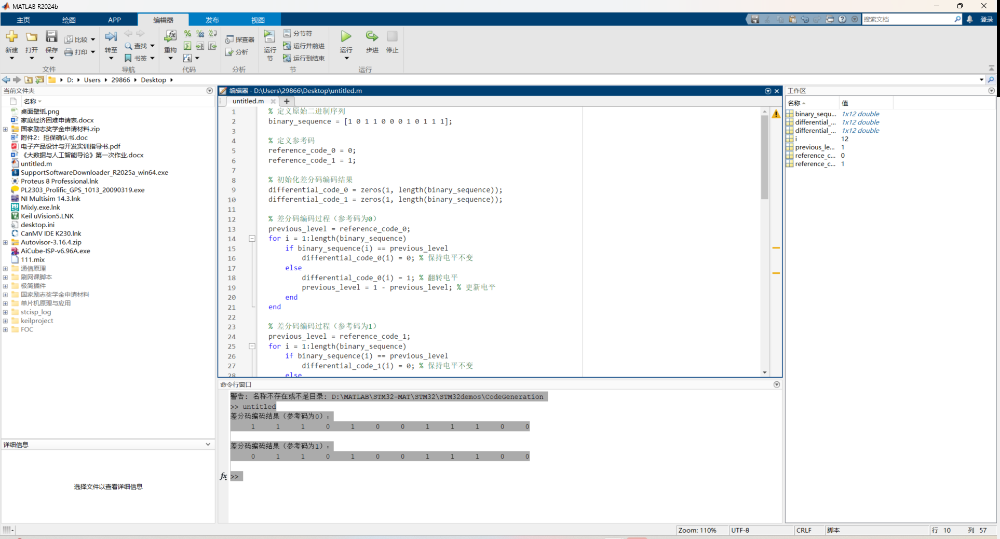 MATLAB R2024b
主页
绘图
APP
编辑器
发布
视图
搜索文档
登录
新建
打开
保存
比较
打印
文件
转至
查找
书签
导航
重构
代码
探查器
分析
分析
运行
节
分节符
运行并前进
运行到结束
节
运行
步进
停止
运行
D: Users 29866 Desktop
当前文件夹
名称
桌面壁纸.png
家庭经济困难申请表.docx
国家励志奖学金申请材料.zip
附件2:拒保确认书.doc
电子产品设计与开发实训指导书.pdf
《大数据与人工智能导论》第一次作业.docx
untitled.m
SupportSoftwareDownloader_R2025a_win64.exe
Proteus 8 Professional.lnk
PL2303_Prolific_GPS_1013_20090319.exe
NI Multisim 14.3.lnk
Mixly.exe.lnk
Keil uVision5.LNK
desktop.ini
CanMV IDE K230.lnk
Autovisor-3.16.4.zip
AiCube-ISP-v6.96A.exe
111.mix
通信原理
刷网课脚本
极简插件
国家励志奖学金申请材料
单片机原理与应用
stcisp_log
keilproject
FOC
详细信息
选择文件以查看详细信息
编辑器 - D:\Users\29866\Desktop\untitled.m
untitled.m
1 % 定义原始二进制序列
2 binary_sequence = [1 0 1 1 0 0 0 1 0 1 1 1];
3
4 % 定义参考码
5 reference_code_0 = 0;
6 reference_code_1 = 1;
7
8 % 初始化差分码编码结果
9 differential_code_0 = zeros(1, length(binary_sequence));
10 differential_code_1 = zeros(1, length(binary_sequence));
11
12 % 差分码编码过程(参考码为0)
13 previous_level = reference_code_0;
14 for i = 1:length(binary_sequence)
15 if binary_sequence(i) == previous_level
16 differential_code_0(i) = 0; % 保持电平不变
17 else
18 differential_code_0(i) = 1; % 翻转电平
19 previous_level = 1 - previous_level; % 更新电平
20 end
21 end
22
23 % 差分码编码过程(参考码为1)
24 previous_level = reference_code_1;
25 for i = 1:length(binary_sequence)
26 if binary_sequence(i) == previous_level
27 differential_code_1(i) = 0; % 保持电平不变
28 else
命令行窗口
警告: 名称不存在或不是目录: D:\MATLAB\STM32-MAT\STM32\STM32demos\CodeGeneration
>> untitled
差分码编码结果(参考码为0):
1 1 1 0 1 0 0 1 1 1 0 0
差分码编码结果(参考码为1):
0 1 1 0 1 0 0 1 1 1 0 0
fx >>
工作区
名称 值
binary_sequ... 1x12 double
differential_... 1x12 double
differential_... 1x12 double
i 12
previous_le... 1
reference_c... 0
reference_c... 1
Zoom: 110% UTF-8 CRLF 脚本 行 10 列 57